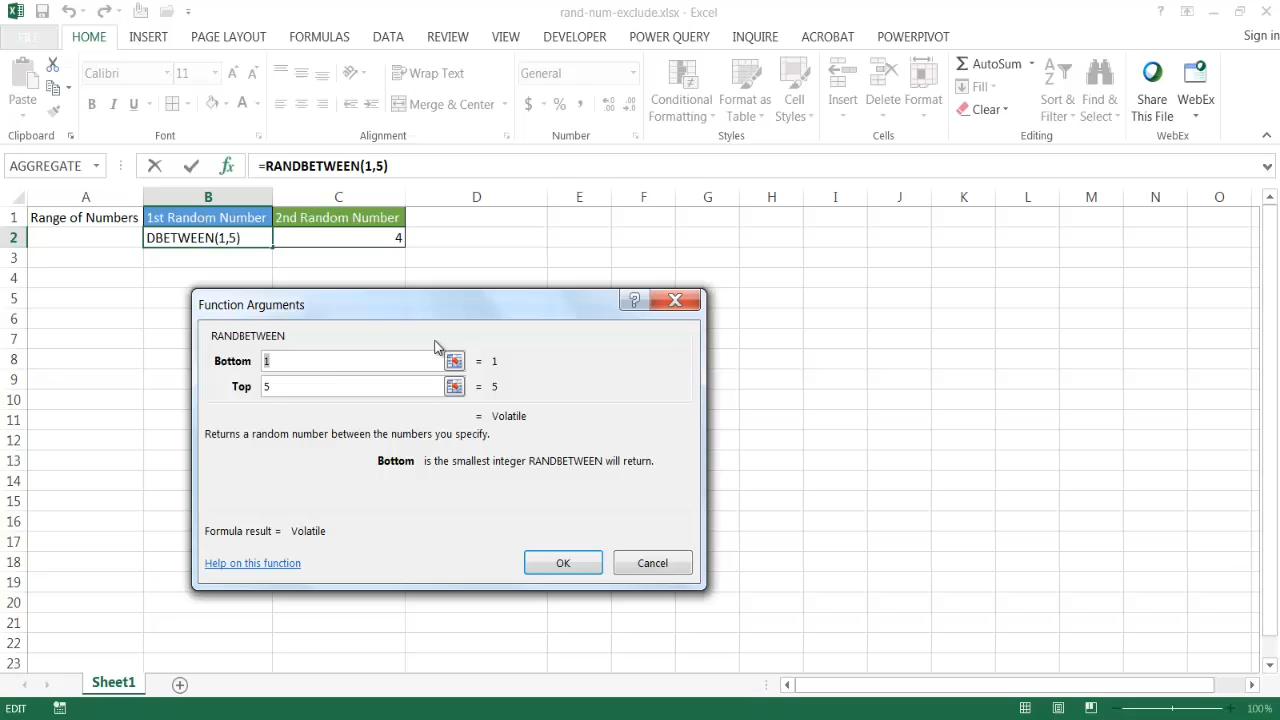 rand-num-exclude.xlsx - Excel
FILE HOME INSERT PAGE LAYOUT FORMULAS DATA REVIEW VIEW DEVELOPER POWER QUERY INQUIRE ACROBAT POWERPIVOT Sign in
Paste
Clipboard
Calibri 11
B I U
Font
Wrap Text
Merge & Center
Alignment
General
$ % ,
Number
Conditional Formatting
Format as Table
Cell Styles
Styles
Insert Delete Format
Cells
AutoSum
Fill
Clear
Sort & Filter
Find & Select
Editing
Share This File
WebEx
WebEx
AGGREGATE fx =RANDBETWEEN(1,5)
A B C D E F G H I J K L M N O
1 Range of Numbers 1st Random Number 2nd Random Number
2 DBETWEEN(1,5) 4
3
4
5
6
7
8
9
10
11
12
13
14
15
16
17
18
19
20
21
22
23
Function Arguments
RANDBETWEEN
Bottom 1 = 1
Top 5 = 5
= Volatile
Returns a random number between the numbers you specify.
Bottom is the smallest integer RANDBETWEEN will return.
Formula result = Volatile
Help on this function OK Cancel
Sheet1
EDIT 100%